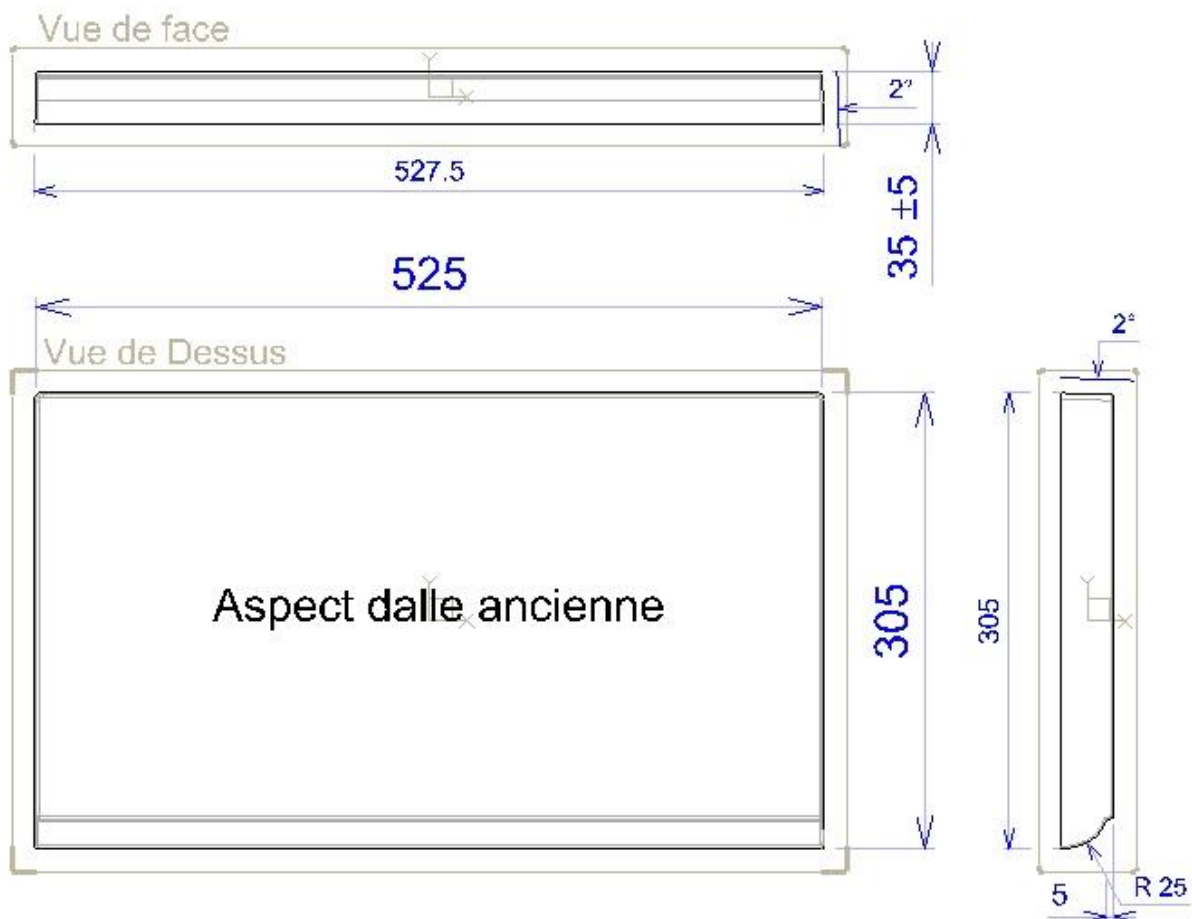 Vue de face
2°
527.5
35 ±5
525
Vue de Dessus
2°
Aspect dalle ancienne
305
305
5
R 25
Y
X
Y
X
Y
X